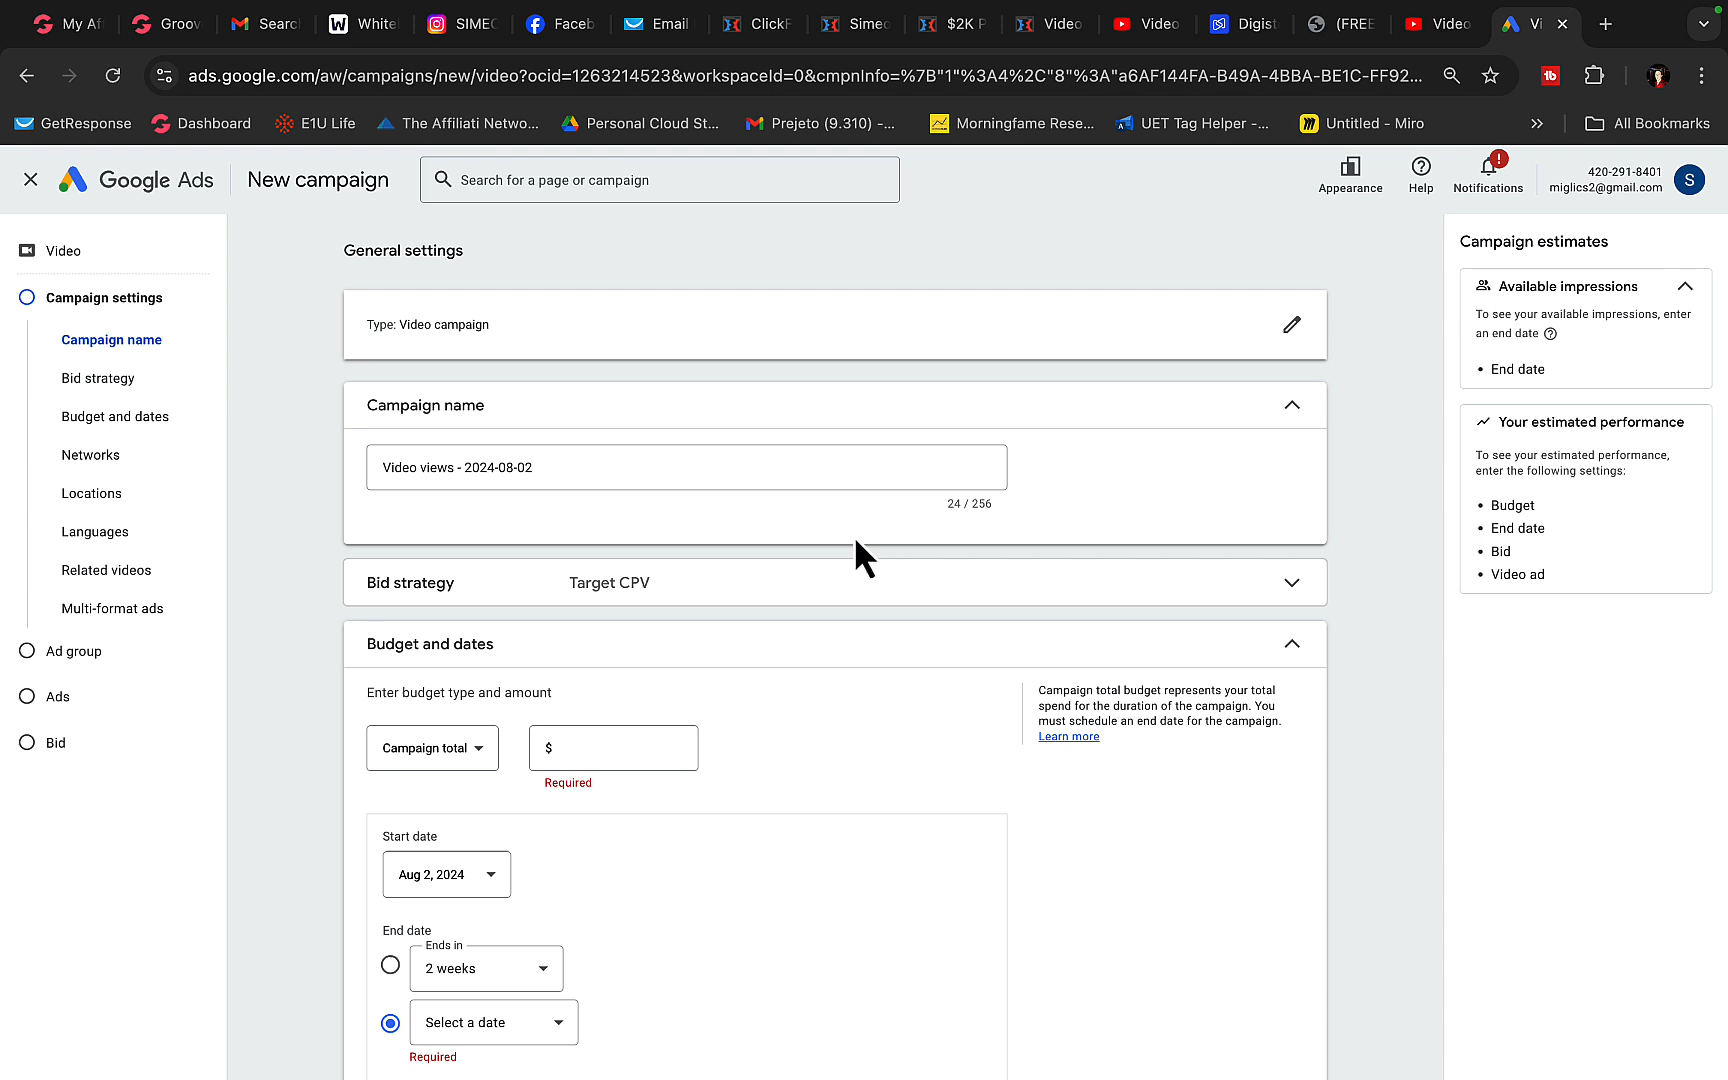 My Af
Groov
Searc
White
SIMEC
Faceb
Email
ClickF
Simeo
$2K P
Video
Video
Digist
(FREE
Video
Vi
ads.google.com/aw/campaigns/new/video?ocid=1263214523&workspaceId=0&cmpnInfo=%7B"1"%3A4%2C"8"%3A"a6AF144FA-B49A-4BBA-BE1C-FF92...
GetResponse
Dashboard
E1U Life
The Affiliati Netwo...
Personal Cloud St...
Prejeto (9.310) -...
Morningfame Rese...
UET Tag Helper -...
Untitled - Miro
All Bookmarks
Google Ads
New campaign
Search for a page or campaign
Appearance
Help
Notifications
420-291-8401
miglics2@gmail.com
S
Video
Campaign settings
Campaign name
Bid strategy
Budget and dates
Networks
Locations
Languages
Related videos
Multi-format ads
Ad group
Ads
Bid
General settings
Type: Video campaign
Campaign name
Video views - 2024-08-02
24 / 256
Bid strategy Target CPV
Budget and dates
Enter budget type and amount
Campaign total
$
Required
Campaign total budget represents your total
spend for the duration of the campaign. You
must schedule an end date for the campaign.
Learn more
Start date
Aug 2, 2024
End date
Ends in
2 weeks
Select a date
Required
Campaign estimates
Available impressions
To see your available impressions, enter
an end date
• End date
Your estimated performance
To see your estimated performance,
enter the following settings:
• Budget
• End date
• Bid
• Video ad